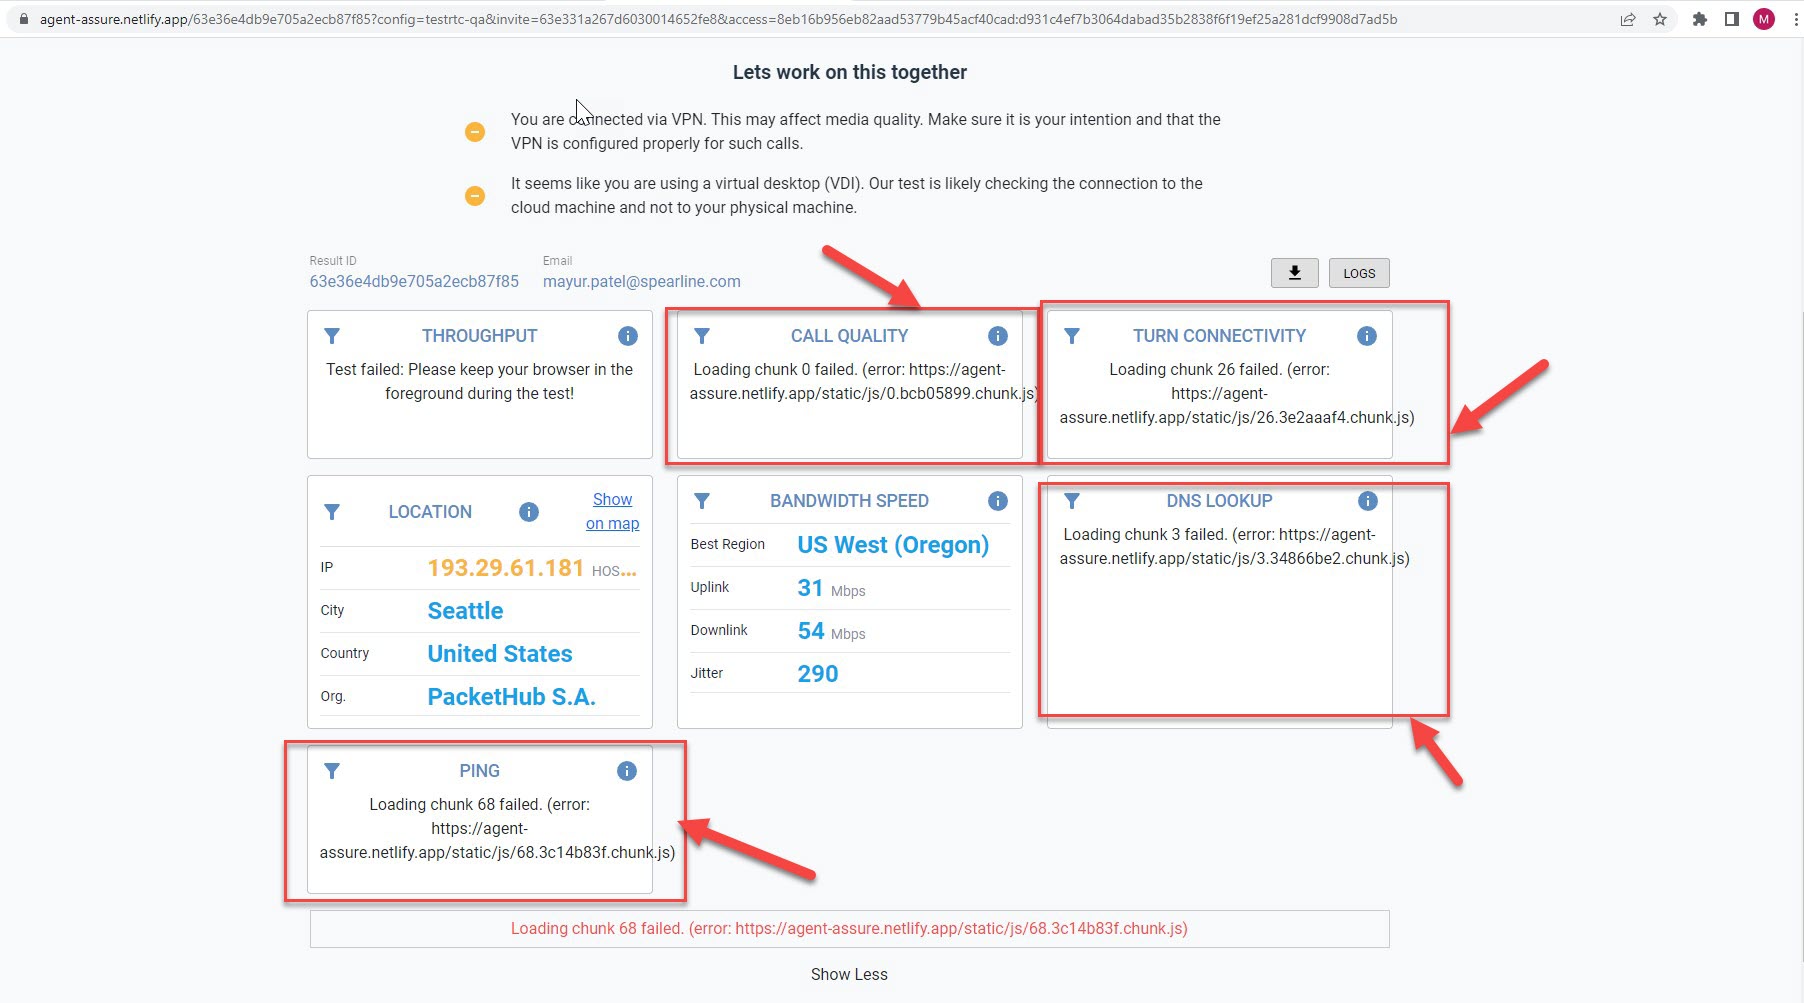 agent-assure.netlify.app/63e36e4db9e705a2ecb87f85?config=testrtc-qa&invite=63e331a267d6030014652fe8&access=8eb16b956eb82aad53779b45acf40cad:d931c4ef7b3064dabad35b2838f6f19ef25a281dcf9908d7ad5b
M
Lets work on this together
You are connected via VPN. This may affect media quality. Make sure it is your intention and that the
VPN is configured properly for such calls.
It seems like you are using a virtual desktop (VDI). Our test is likely checking the connection to the
cloud machine and not to your physical machine.
Result ID
63e36e4db9e705a2ecb87f85
Email
mayur.patel@spearline.com
LOGS
THROUGHPUT
Test failed: Please keep your browser in the
foreground during the test!
CALL QUALITY
Loading chunk 0 failed. (error: https://agent-
assure.netlify.app/static/js/0.bcb05899.chunk.js)
TURN CONNECTIVITY
Loading chunk 26 failed. (error:
https://agent-
assure.netlify.app/static/js/26.3e2aaaf4.chunk.js)
LOCATION
Show
on map
IP 193.29.61.181 HOS...
City Seattle
Country United States
Org. PacketHub S.A.
BANDWIDTH SPEED
Best Region US West (Oregon)
Uplink 31 Mbps
Downlink 54 Mbps
Jitter 290
DNS LOOKUP
Loading chunk 3 failed. (error: https://agent-
assure.netlify.app/static/js/3.34866be2.chunk.js)
PING
Loading chunk 68 failed. (error:
https://agent-
assure.netlify.app/static/js/68.3c14b83f.chunk.js)
Loading chunk 68 failed. (error: https://agent-assure.netlify.app/static/js/68.3c14b83f.chunk.js)
Show Less